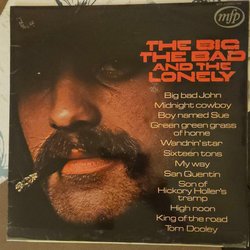 mfp
THE BIG
THE BAD
AND THE
LONELY
Big bad John
Midnight cowboy
Boy named Sue
Green green grass
of home
Wandrin' star
Sixteen tons
My way
San Quentin
Son of
Hickory Holler's
tramp
High noon
King of the road
Tom Dooley